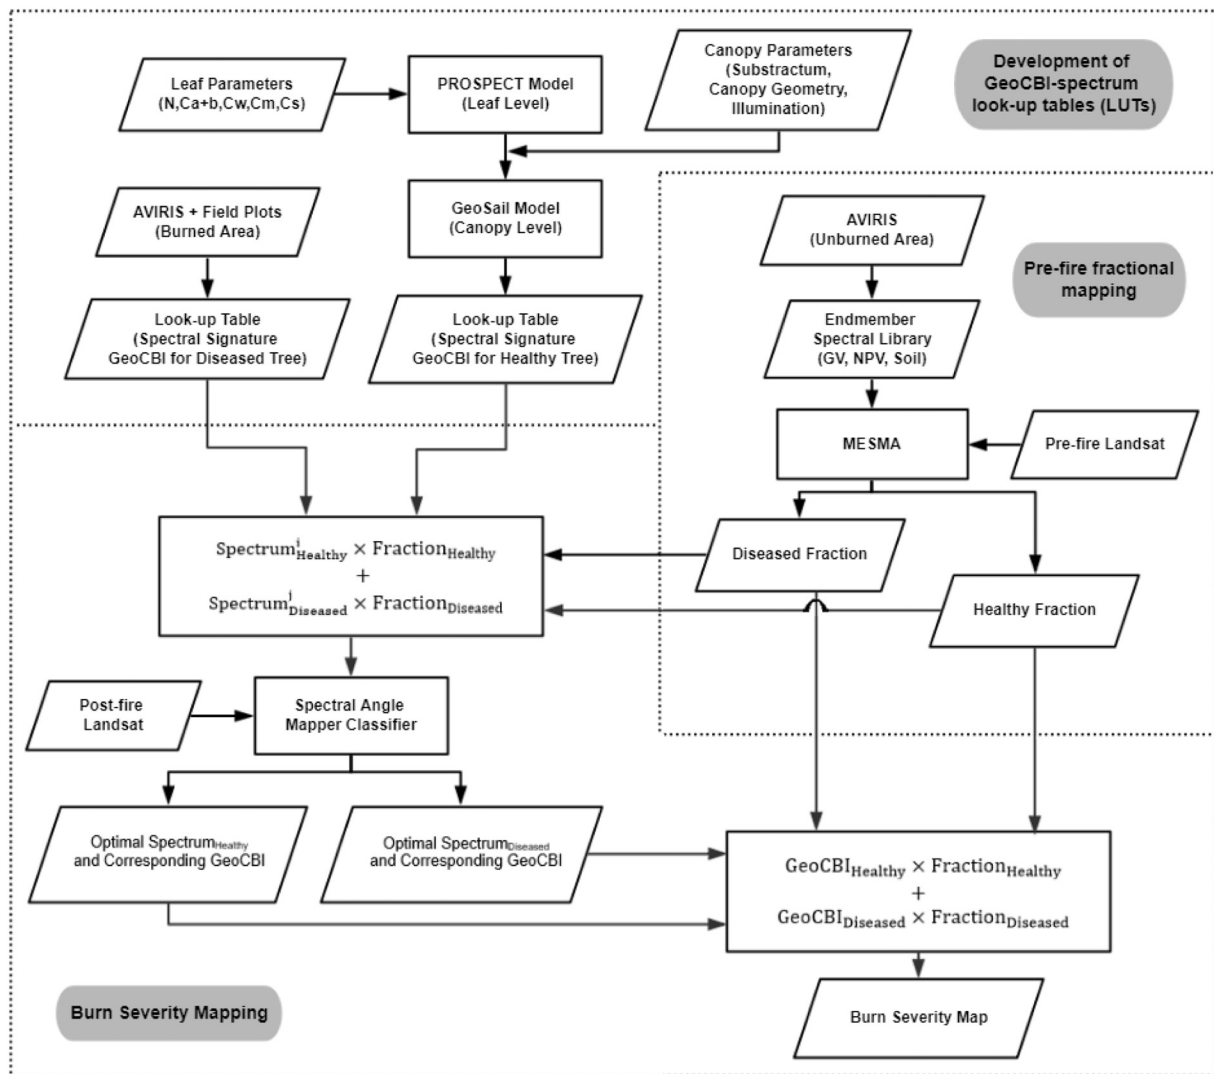 Leaf Parameters
(N,Ca+b,Cw,Cm,Cs)
PROSPECT Model
(Leaf Level)
Canopy Parameters
(Substractum,
Canopy Geometry,
Illumination)
Development of
GeoCBI-spectrum
look-up tables (LUTs)
AVIRIS + Field Plots
(Burned Area)
GeoSail Model
(Canopy Level)
Look-up Table
(Spectral Signature
GeoCBI for Diseased Tree)
Look-up Table
(Spectral Signature
GeoCBI for Healthy Tree)
AVIRIS
(Unburned Area)
Pre-fire fractional
mapping
Endmember
Spectral Library
(GV, NPV, Soil)
MESMA
Pre-fire Landsat
Diseased Fraction
Healthy Fraction
Spectrum^i_Healthy × Fraction_Healthy
+
Spectrum^j_Diseased × Fraction_Diseased
Post-fire
Landsat
Spectral Angle
Mapper Classifier
Optimal Spectrum_Healthy
and Corresponding GeoCBI
Optimal Spectrum_Diseased
and Corresponding GeoCBI
GeoCBI_Healthy × Fraction_Healthy
+
GeoCBI_Diseased × Fraction_Diseased
Burn Severity Mapping
Burn Severity Map